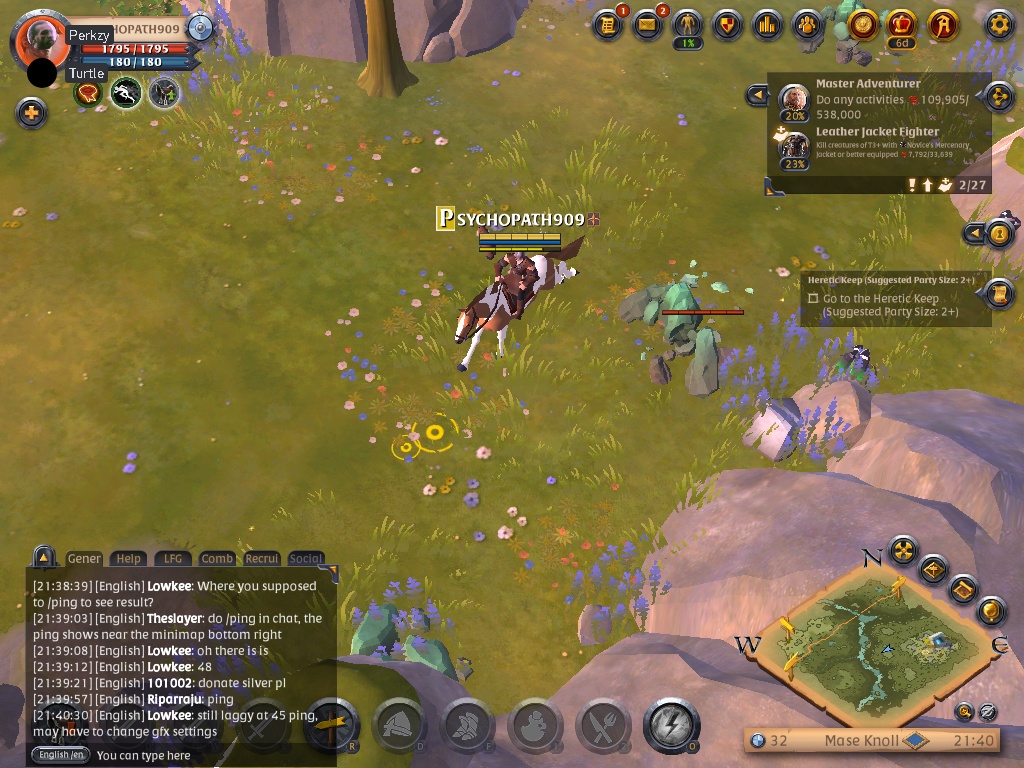 Perkzy
HOPATH909
1795 / 1795
180 / 180
Turtle
1
2
1%
6d
Master Adventurer
Do any activities 109,905/
538,000
20%
Leather Jacket Fighter
Kill creatures of T3+ with Novice's Mercenary
Jacket or better equipped 7,792/33,639
23%
2/27
P PSYCHOPATH909
Heretic Keep (Suggested Party Size: 2+)
Go to the Heretic Keep
(Suggested Party Size: 2+)
Gener Help LFG Comb Recrui Social
[21:38:39] [English] Lowkee: Where you supposed
to /ping to see result?
[21:39:03] [English] Theslayer: do /ping in chat, the
ping shows near the minimap bottom right
[21:39:08] [English] Lowkee: oh there is is
[21:39:12] [English] Lowkee: 48
[21:39:21] [English] 101002: donate silver pl
[21:39:57] [English] Riparraju: ping
[21:40:30] [English] Lowkee: still laggy at 45 ping,
may have to change gfx settings
English /en You can type here
R D F O
N
W E
32 Mase Knoll 21:40